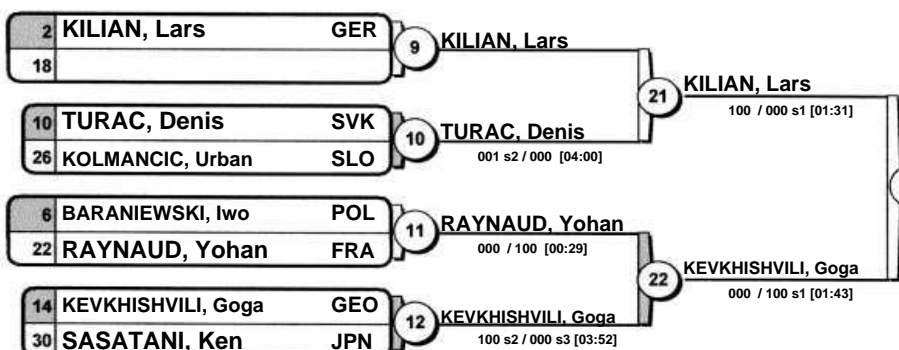 2 KILIAN, Lars GER
18
9
KILIAN, Lars
10 TURAC, Denis SVK
26 KOLMANCIC, Urban SLO
10
TURAC, Denis
001 s2 / 000 [04:00]
21
KILIAN, Lars
100 / 000 s1 [01:31]
6 BARANIEWSKI, Iwo POL
22 RAYNAUD, Yohan FRA
11
RAYNAUD, Yohan
000 / 100 [00:29]
14 KEVKHISHVILI, Goga GEO
30 SASATANI, Ken JPN
12
KEVKHISHVILI, Goga
100 s2 / 000 s3 [03:52]
22
KEVKHISHVILI, Goga
000 / 100 s1 [01:43]